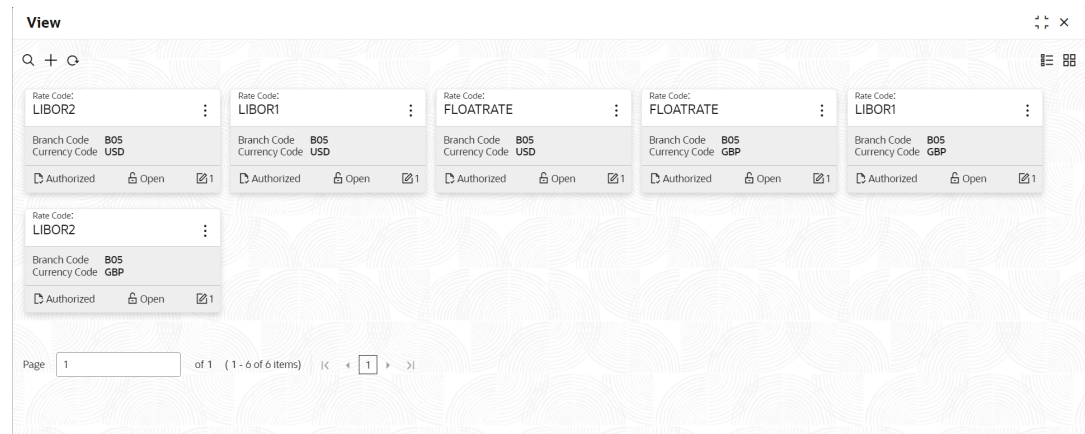 View
Rate Code:
LIBOR2
Branch Code B05
Currency Code USD
Authorized Open 1
Rate Code:
LIBOR1
Branch Code B05
Currency Code USD
Authorized Open 1
Rate Code:
FLOATRATE
Branch Code B05
Currency Code USD
Authorized Open 1
Rate Code:
FLOATRATE
Branch Code B05
Currency Code GBP
Authorized Open 1
Rate Code:
LIBOR1
Branch Code B05
Currency Code GBP
Authorized Open 1
Rate Code:
LIBOR2
Branch Code B05
Currency Code GBP
Authorized Open 1
Page 1 of 1 ( 1 - 6 of 6 items) 1